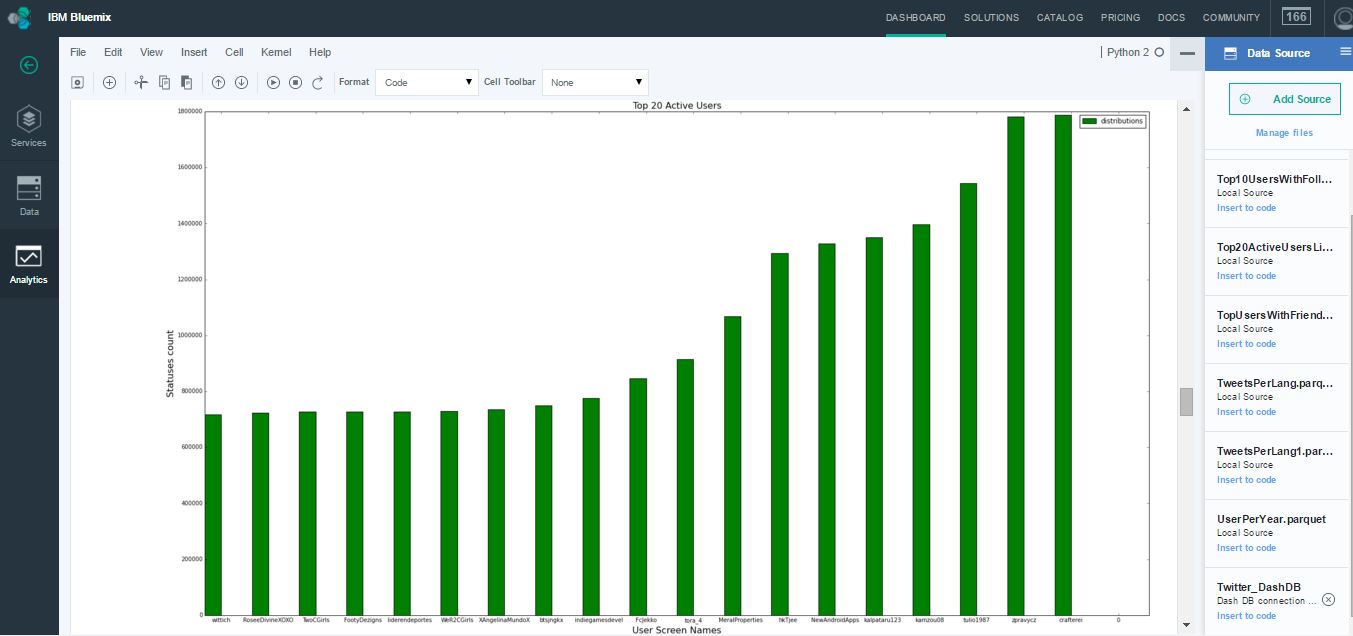 IBM Bluemix
DASHBOARD SOLUTIONS CATALOG PRICING DOCS COMMUNITY 166
File Edit View Insert Cell Kernel Help
Python 2
Data Source
Format Code Cell Toolbar None
Add Source
Manage files
Services
Data
Analytics
Top 20 Active Users
distributions
1800000
1600000
1400000
1200000
1000000
800000
600000
400000
200000
0
Statuses count
wittich RoseeDivineXOXO TwoCGirls FootyDezigns liderendeportes WeR2CGirls XAngelinaMundoX btsjngkx indiegamesdevel FcJekko tora_4 MeralProperties hkTjee NewAndroidApps kalpataru123 kamzou08 tulio1987 zpravycz crafterei 0
User Screen Names
Top10UsersWithFoll...
Local Source
Insert to code
Top20ActiveUsersLi...
Local Source
Insert to code
TopUsersWithFriend...
Local Source
Insert to code
TweetsPerLang.parq...
Local Source
Insert to code
TweetsPerLang1.par...
Local Source
Insert to code
UserPerYear.parquet
Local Source
Insert to code
Twitter_DashDB
Dash DB connection ...
Insert to code